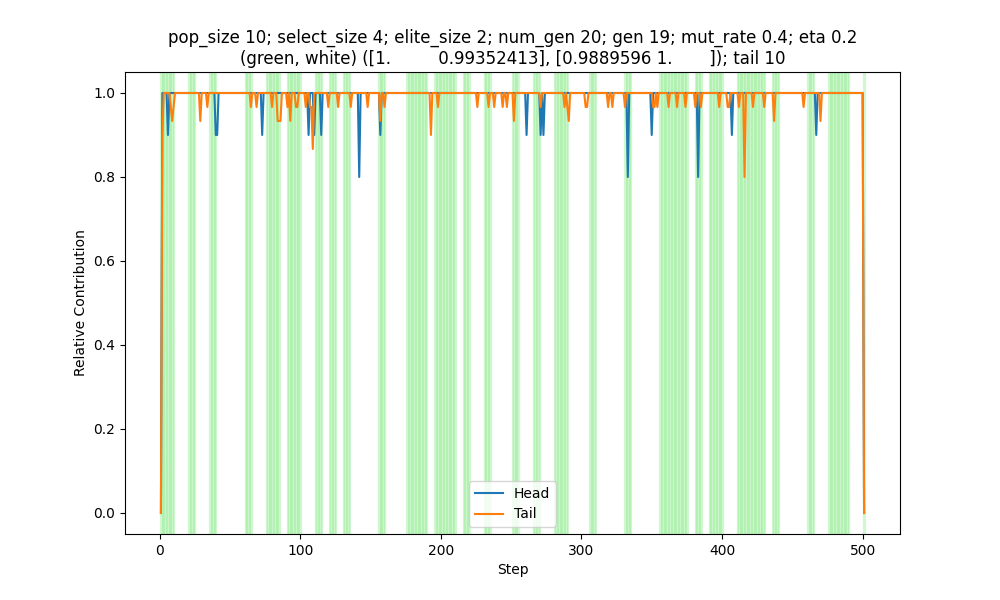 pop_size 10; select_size 4; elite_size 2; num_gen 20; gen 19; mut_rate 0.4; eta 0.2
(green, white) ([1.         0.99352413], [0.9889596 1.        ]); tail 10
1.0
0.8
0.6
0.4
0.2
0.0
Relative Contribution
Head
Tail
0
100
200
300
400
500
Step